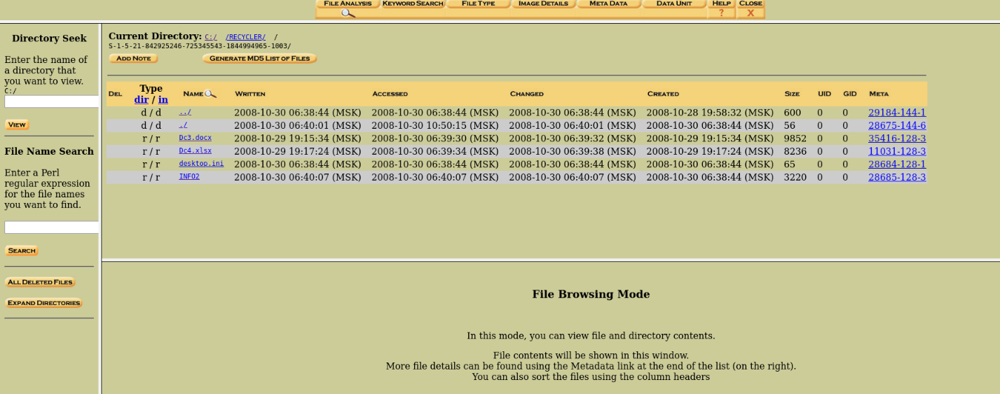 FILE ANALYSIS KEYWORD SEARCH FILE TYPE IMAGE DETAILS META DATA DATA UNIT HELP CLOSE
? X
Directory Seek
Enter the name of
a directory that
you want to view.
C:/
VIEW
File Name Search
Enter a Perl
regular expression
for the file names
you want to find.
SEARCH
ALL DELETED FILES
EXPAND DIRECTORIES
Current Directory: C:/ /RECYCLER/ /
S-1-5-21-842925246-725345543-1844994965-1003/
ADD NOTE GENERATE MD5 LIST OF FILES
DEL Type dir / in NAME WRITTEN ACCESSED CHANGED CREATED SIZE UID GID META
d / d ../ 2008-10-30 06:38:44 (MSK) 2008-10-30 06:38:44 (MSK) 2008-10-30 06:38:44 (MSK) 2008-10-28 19:58:32 (MSK) 600 0 0 29184-144-1
d / d ./ 2008-10-30 06:40:01 (MSK) 2008-10-30 10:50:15 (MSK) 2008-10-30 06:40:01 (MSK) 2008-10-30 06:38:44 (MSK) 56 0 0 28675-144-6
r / r Dc3.docx 2008-10-29 19:15:34 (MSK) 2008-10-30 06:39:30 (MSK) 2008-10-30 06:39:32 (MSK) 2008-10-29 19:15:34 (MSK) 9852 0 0 35416-128-3
r / r Dc4.xlsx 2008-10-29 19:17:24 (MSK) 2008-10-30 06:39:34 (MSK) 2008-10-30 06:39:38 (MSK) 2008-10-29 19:17:24 (MSK) 8236 0 0 11031-128-3
r / r desktop.ini 2008-10-30 06:38:44 (MSK) 2008-10-30 06:38:44 (MSK) 2008-10-30 06:38:44 (MSK) 2008-10-30 06:38:44 (MSK) 65 0 0 28684-128-1
r / r INFO2 2008-10-30 06:40:07 (MSK) 2008-10-30 06:40:07 (MSK) 2008-10-30 06:40:07 (MSK) 2008-10-30 06:38:44 (MSK) 3220 0 0 28685-128-3
File Browsing Mode
In this mode, you can view file and directory contents.
File contents will be shown in this window.
More file details can be found using the Metadata link at the end of the list (on the right).
You can also sort the files using the column headers